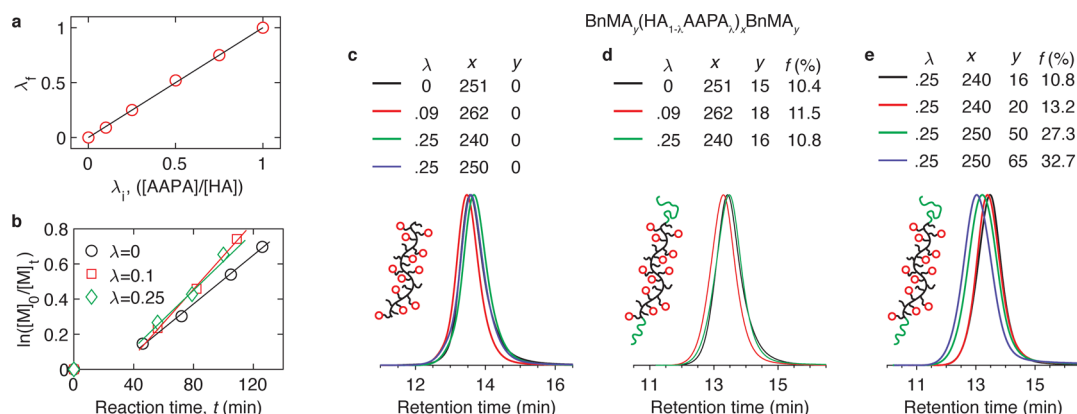 BnMAy(HA1-λAAPAλ)xBnMAy
a
λf
1
0.5
0
0 0.5 1
λi, ([AAPA]/[HA])
b
ln([M]0/[M]t)
0.8
0.6
0.4
0.2
0
λ=0
λ=0.1
λ=0.25
0 40 80 120
Reaction time, t (min)
c
λ x y
0 251 0
.09 262 0
.25 240 0
.25 250 0
12 14 16
Retention time (min)
d
λ x y f (%)
0 251 15 10.4
.09 262 18 11.5
.25 240 16 10.8
11 13 15
Retention time (min)
e
λ x y f (%)
.25 240 16 10.8
.25 240 20 13.2
.25 250 50 27.3
.25 250 65 32.7
11 13 15
Retention time (min)